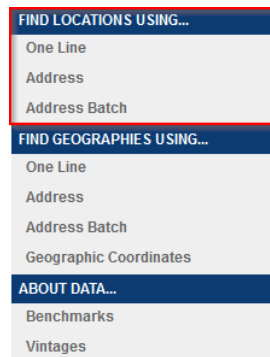 FIND LOCATIONS USING...
One Line
Address
Address Batch
FIND GEOGRAPHIES USING...
One Line
Address
Address Batch
Geographic Coordinates
ABOUT DATA...
Benchmarks
Vintages